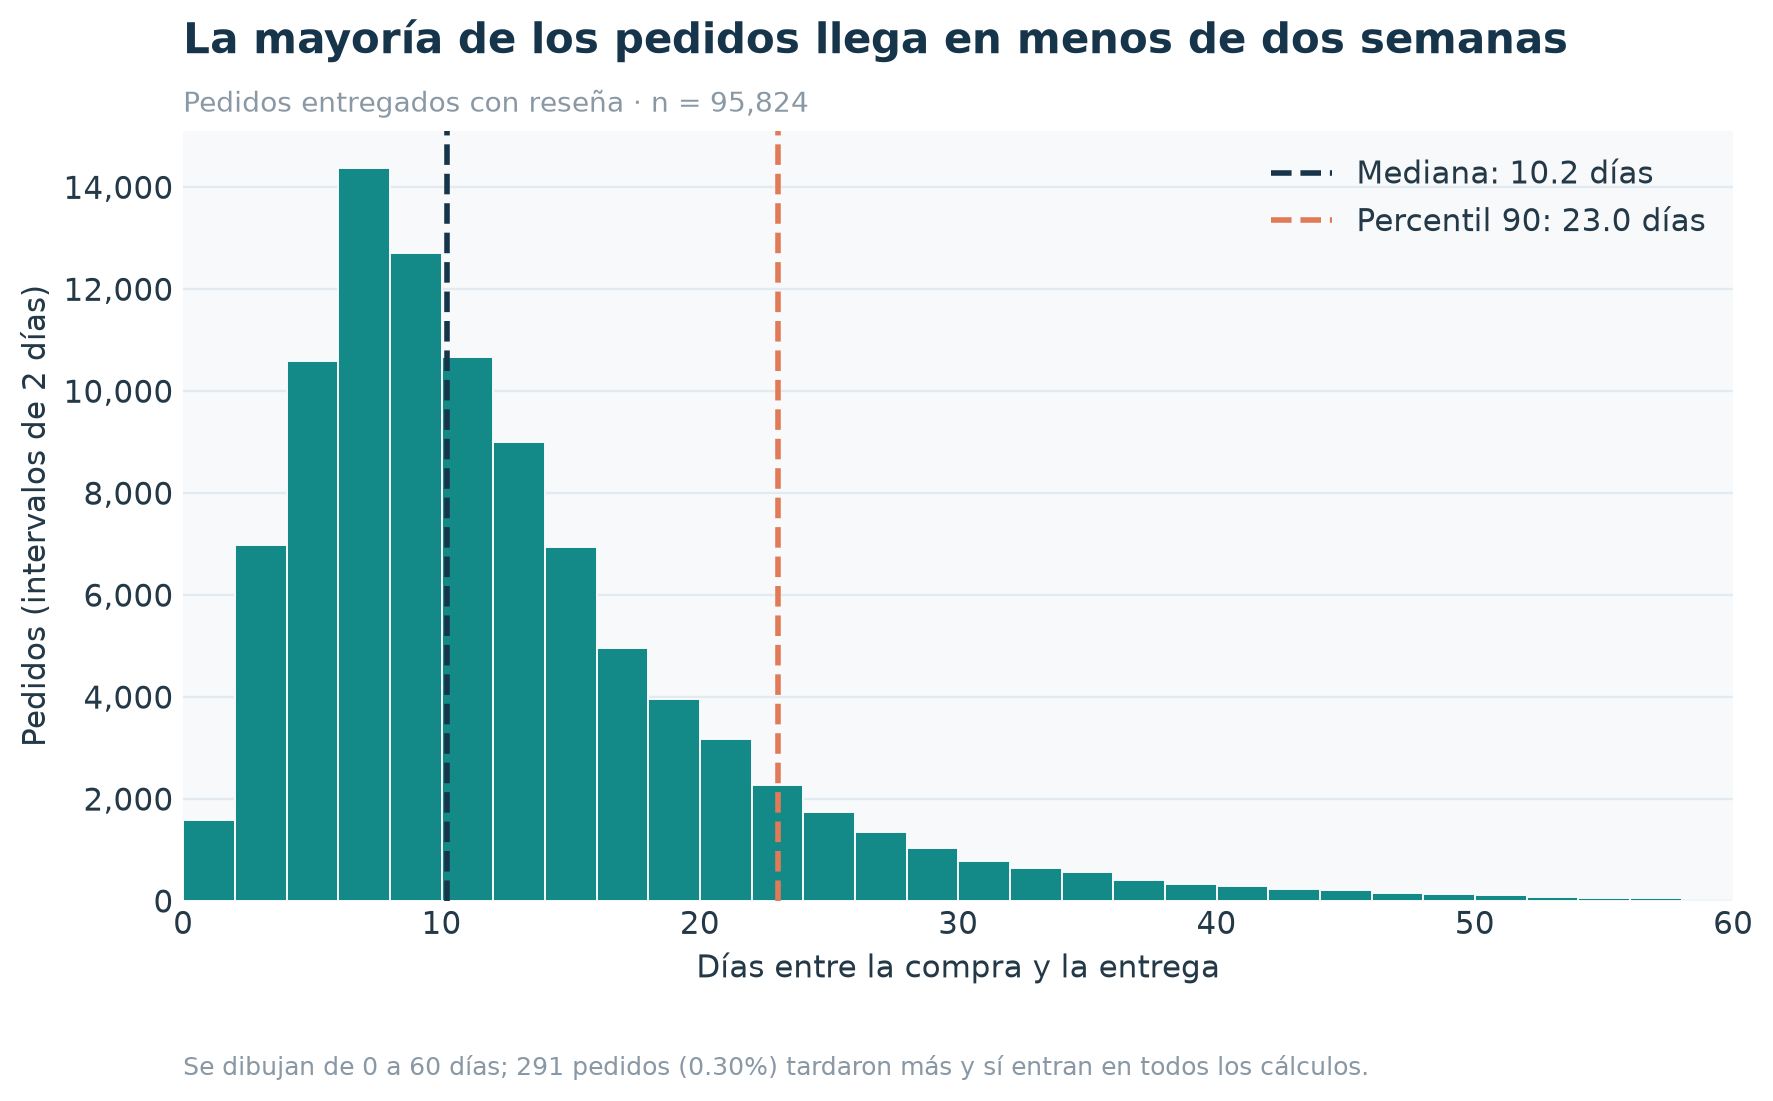 La mayoría de los pedidos llega en menos de dos semanas
Pedidos entregados con reseña · n = 95,824
Mediana: 10.2 días
Percentil 90: 23.0 días
Pedidos (intervalos de 2 días)
14,000
12,000
10,000
8,000
6,000
4,000
2,000
0
0 10 20 30 40 50 60
Días entre la compra y la entrega
Se dibujan de 0 a 60 días; 291 pedidos (0.30%) tardaron más y sí entran en todos los cálculos.